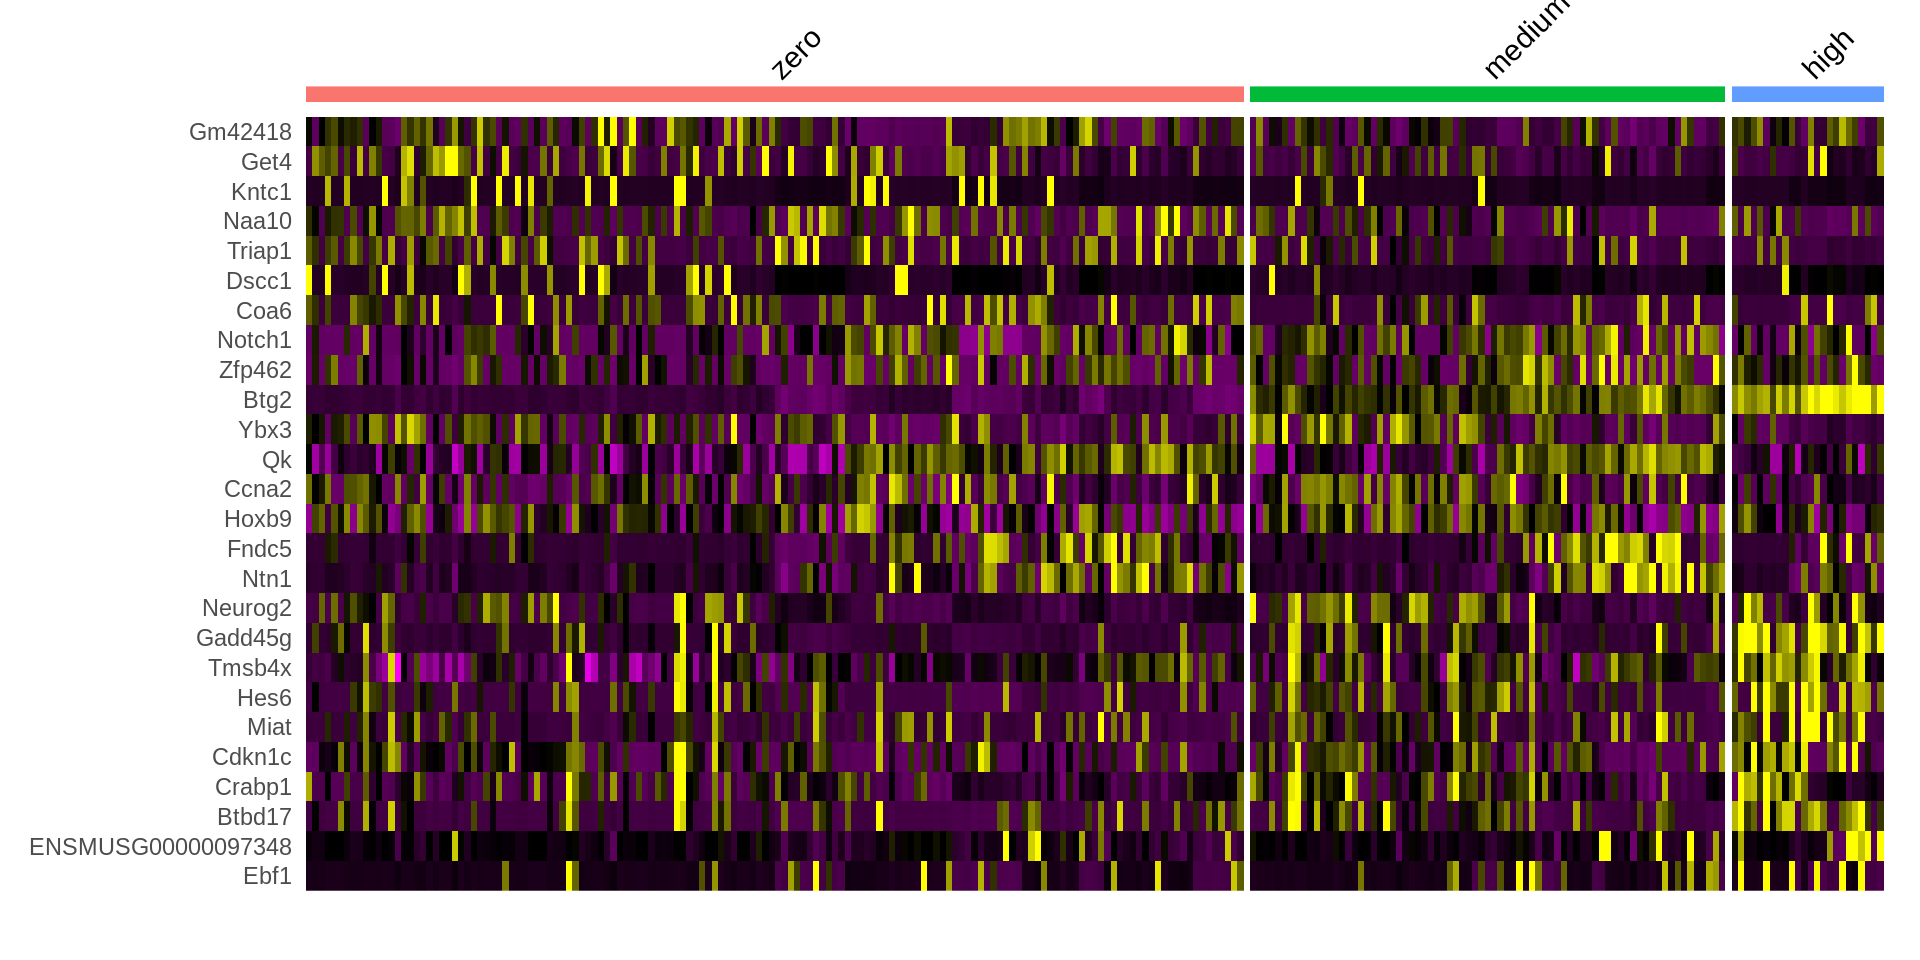 zero
medium
high
Gm42418
Get4
Kntc1
Naa10
Triap1
Dscc1
Coa6
Notch1
Zfp462
Btg2
Ybx3
Qk
Ccna2
Hoxb9
Fndc5
Ntn1
Neurog2
Gadd45g
Tmsb4x
Hes6
Miat
Cdkn1c
Crabp1
Btbd17
ENSMUSG00000097348
Ebf1